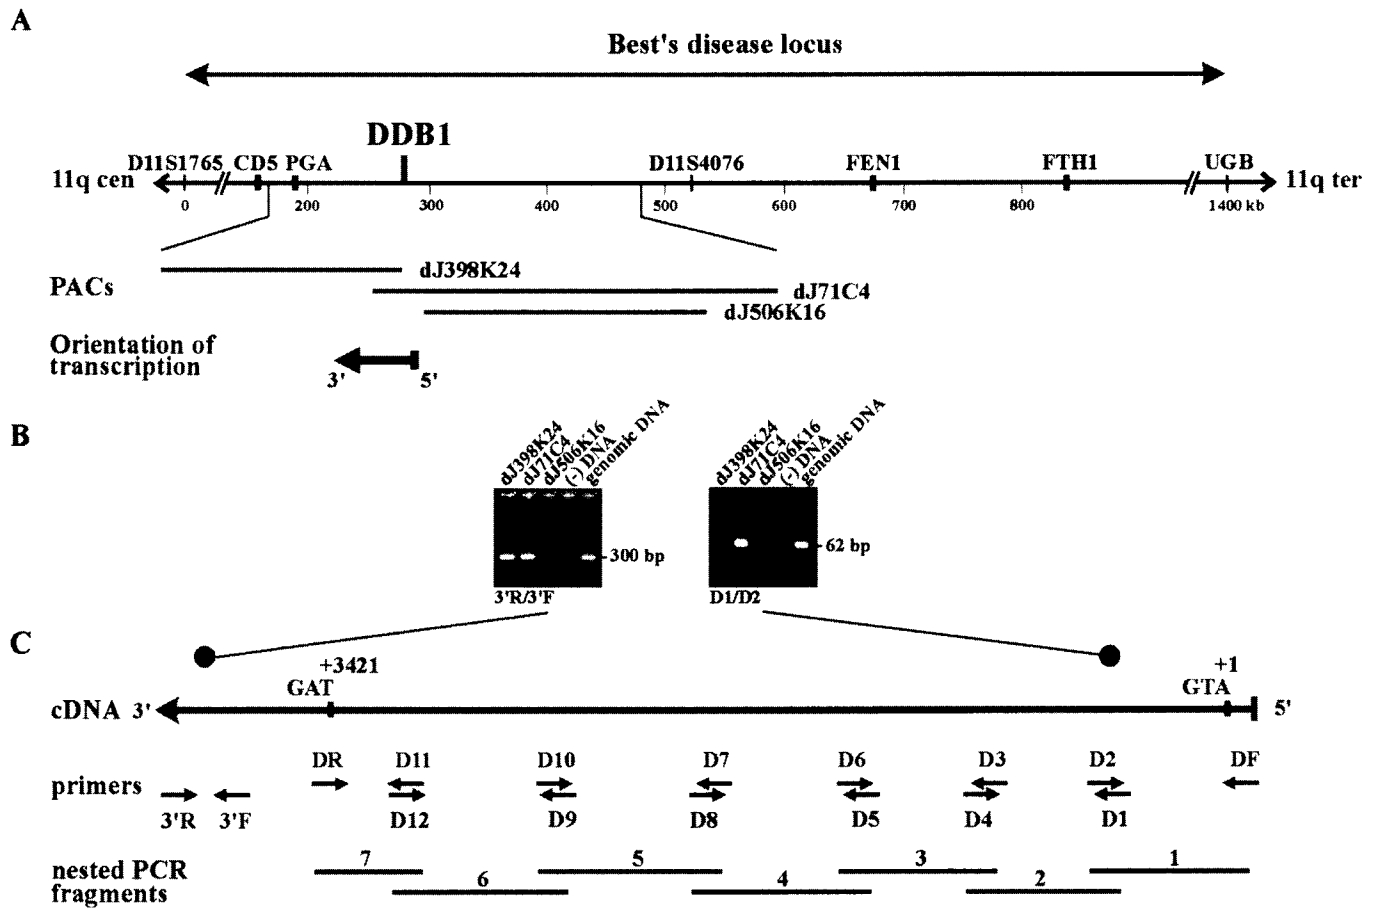 A
Best's disease locus
DDB1
D11S1765 CD5 PGA D11S4076 FEN1 FTH1 UGB
11q cen 11q ter
0 200 300 400 500 600 700 800 1400 kb
PACs
dJ398K24
dJ71C4
dJ506K16
Orientation of
transcription
3' 5'
B
dJ398K24
dJ71C4
dJ506K16
(-) DNA
genomic DNA
300 bp
3'R/3'F
dJ398K24
dJ71C4
dJ506K16
(-) DNA
genomic DNA
62 bp
D1/D2
C
+3421 +1
GAT GTA
cDNA 3' 5'
DR D11 D10 D7 D6 D3 D2 DF
primers
3'R 3'F D12 D9 D8 D5 D4 D1
nested PCR
fragments
7 5 3 1
6 4 2